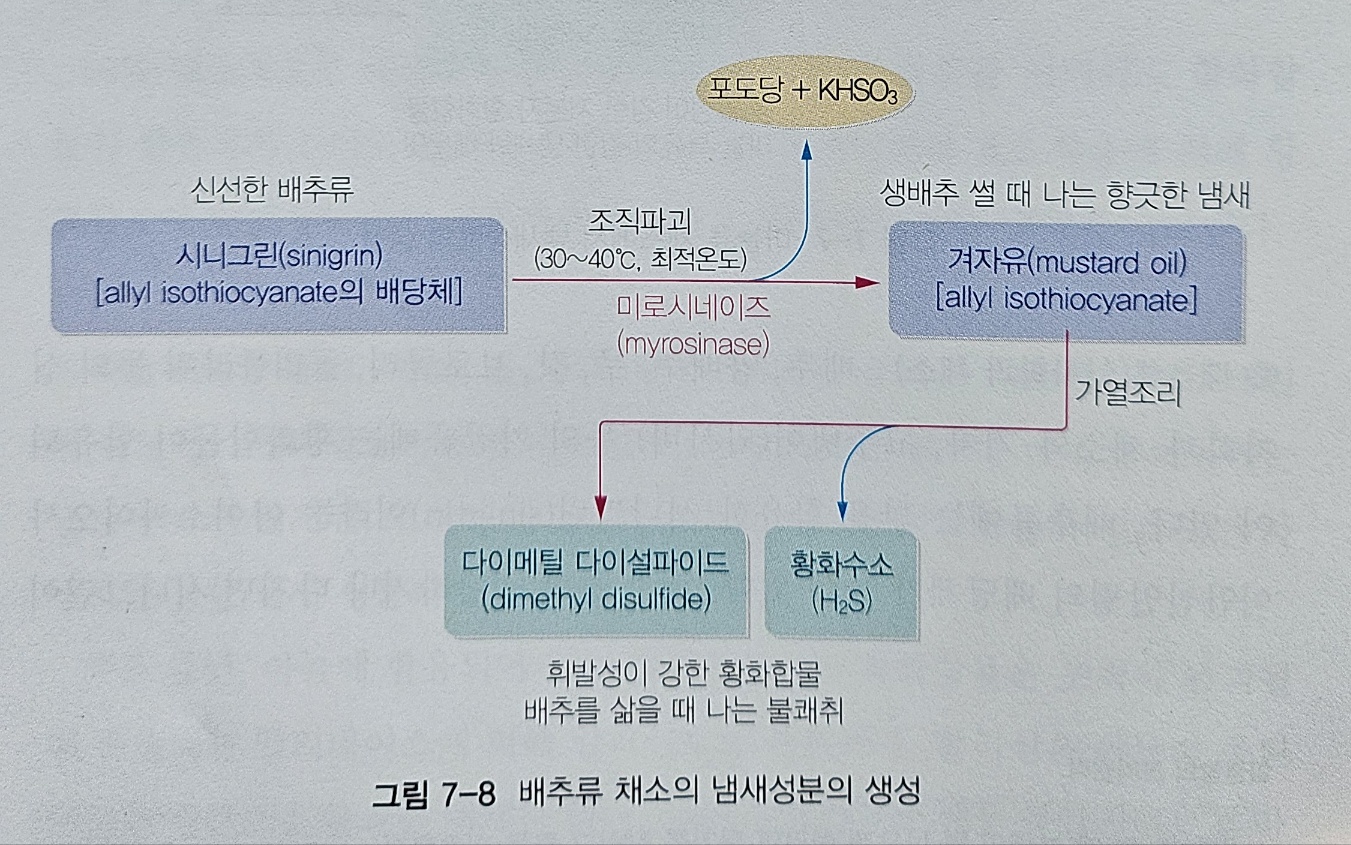 포도당 + KHSO₃
신선한 배추류
시니그린(sinigrin)
[allyl isothiocyanate의 배당체]
조직파괴
(30~40℃, 최적온도)
미로시네이즈
(myrosinase)
생배추 썰 때 나는 향긋한 냄새
겨자유(mustard oil)
[allyl isothiocyanate]
가열조리
다이메틸 다이설파이드
(dimethyl disulfide)
황화수소
(H₂S)
휘발성이 강한 황화합물
배추를 삶을 때 나는 불쾌취
그림 7-8 배추류 채소의 냄새성분의 생성